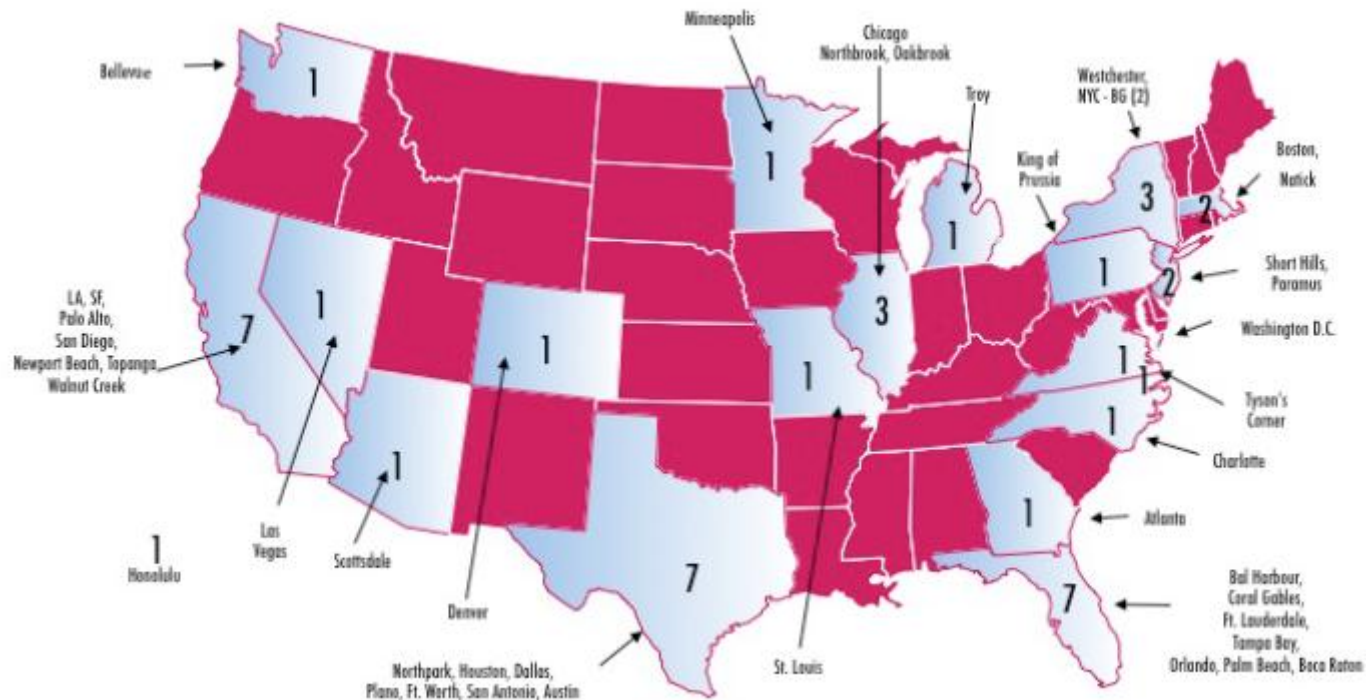 Minneapolis
Chicago
Northbrook, Oakbrook
Bellevue
1
Westchester,
NYC - BG (2)
Troy
1
King of
Prussia
Boston,
Natick
3
2
1
1
2
Short Hills,
Paramus
LA, SF,
Palo Alto,
San Diego,
Newport Beach, Topanga
Walnut Creek
7
1
1
3
1
Washington D.C.
1
1
Tyson's
Corner
1
Charlotte
1
1
Atlanta
Las
Vegas
Scottsdale
1
Honolulu
7
7
Denver
St. Louis
Bal Harbour,
Coral Gables,
Ft. Lauderdale,
Tampa Bay,
Orlando, Palm Beach, Boca Raton
Northpark, Houston, Dallas,
Plano, Ft. Worth, San Antonio, Austin